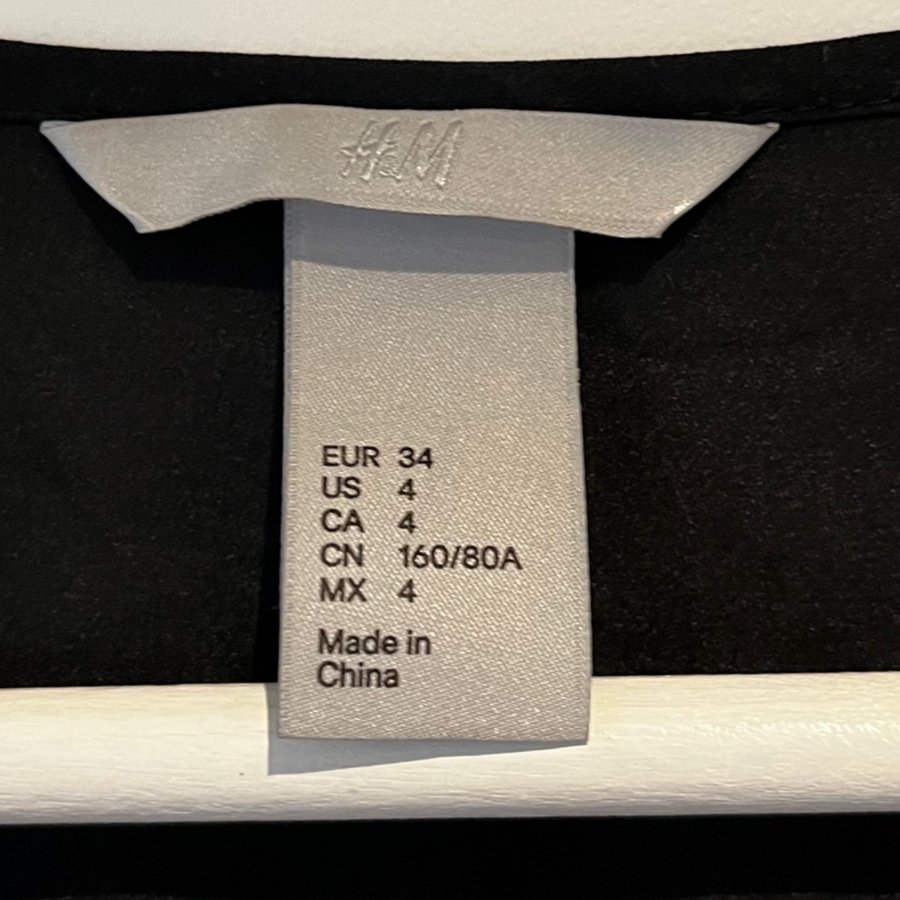 H&M
EUR 34
US 4
CA 4
CN 160/80A
MX 4
Made in
China